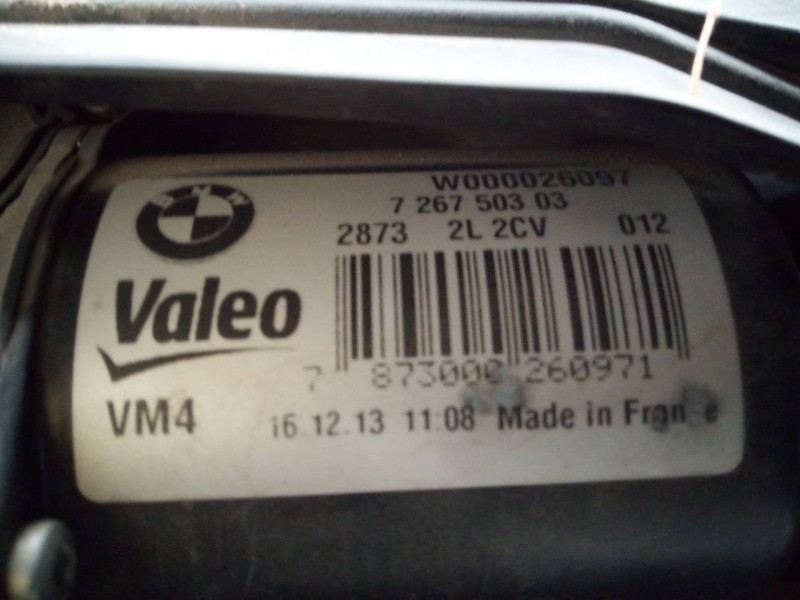 W000026097
BMW
7 267 503 03
2873 2L 2CV 012
Valeo
7 873000 260971
VM4 16.12.13 11:08 Made in France